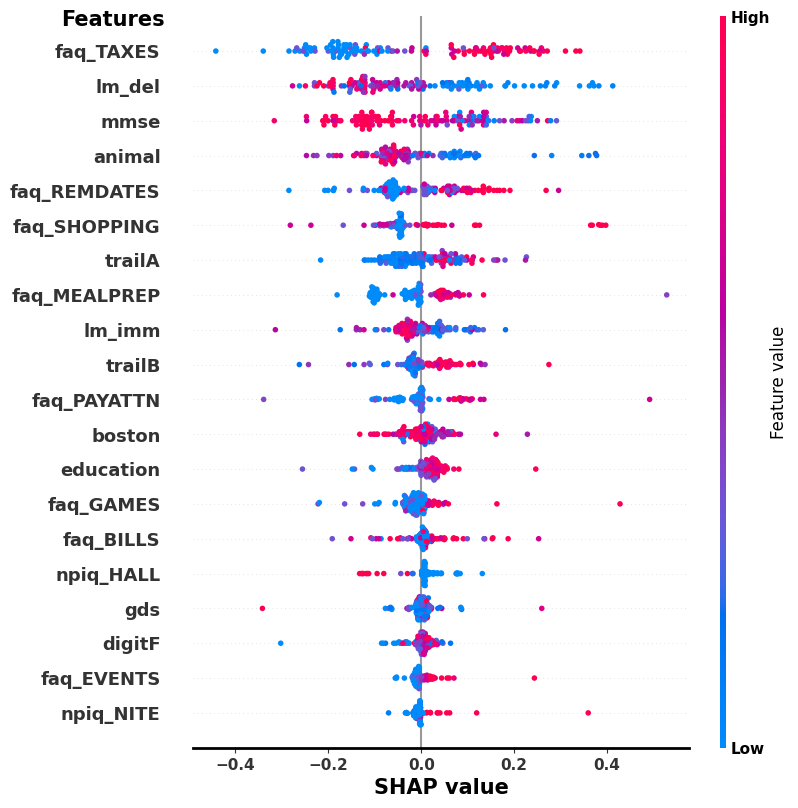 Features
High
faq_TAXES
lm_del
mmse
animal
faq_REMDATES
faq_SHOPPING
trailA
faq_MEALPREP
lm_imm
trailB
faq_PAYATTN
boston
education
faq_GAMES
faq_BILLS
npiq_HALL
gds
digitF
faq_EVENTS
npiq_NITE
Feature value
Low
−0.4 −0.2 0.0 0.2 0.4
SHAP value